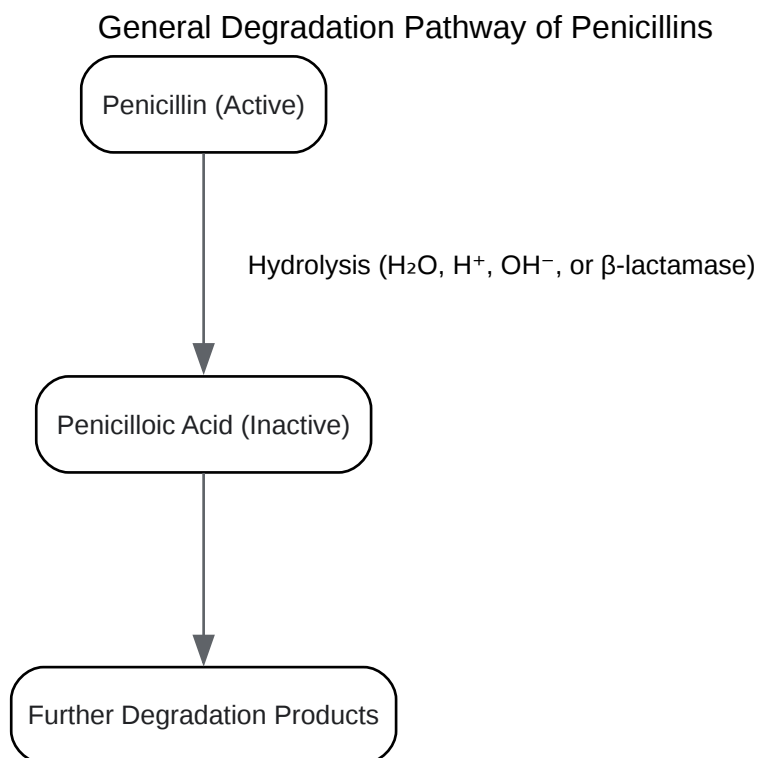 General Degradation Pathway of Penicillins
Penicillin (Active)
Hydrolysis (H₂O, H⁺, OH⁻, or β-lactamase)
Penicilloic Acid (Inactive)
Further Degradation Products